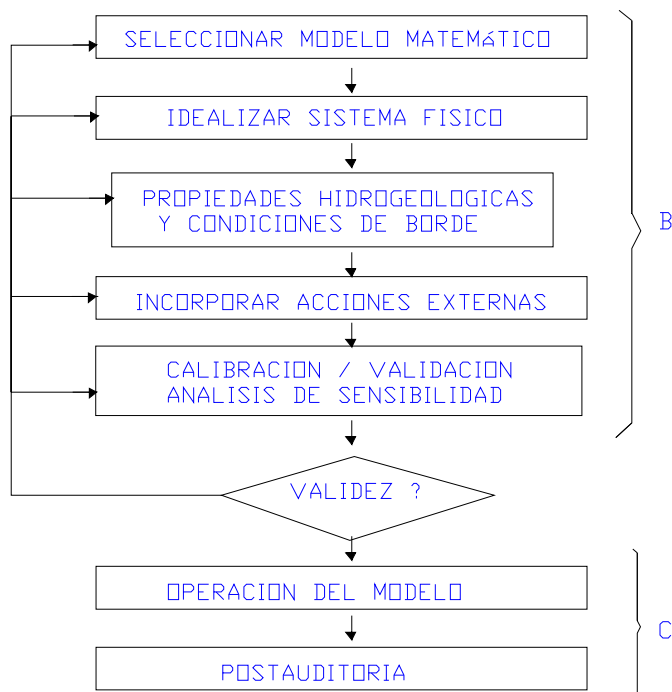 SELECCIONAR MODELO MATEMáTICO
IDEALIZAR SISTEMA FISICO
PROPIEDADES HIDROGEOLOGICAS
Y CONDICIONES DE BORDE
B
INCORPORAR ACCIONES EXTERNAS
CALIBRACION / VALIDACION
ANALISIS DE SENSIBILIDAD
VALIDEZ ?
OPERACION DEL MODELO
C
POSTAUDITORIA